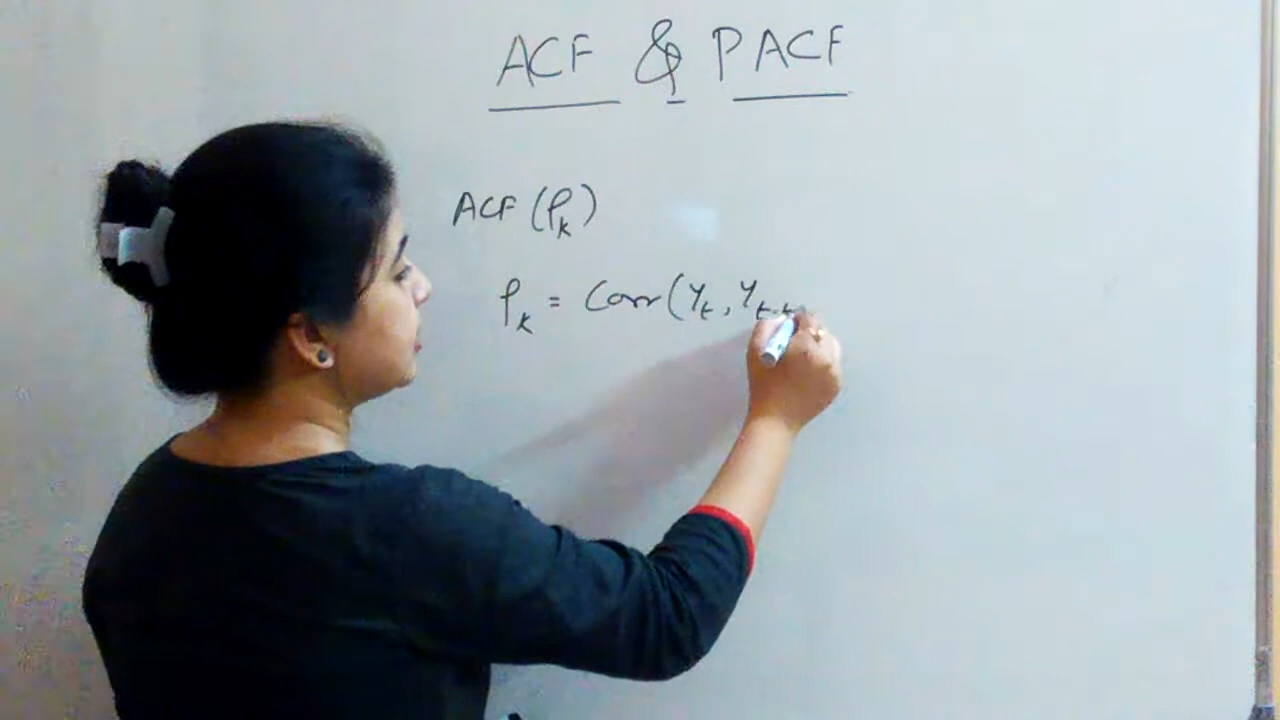 ACF & PACF
ACF (ρₖ)
ρₖ = Corr(Yₜ, Yₜ₋ₖ